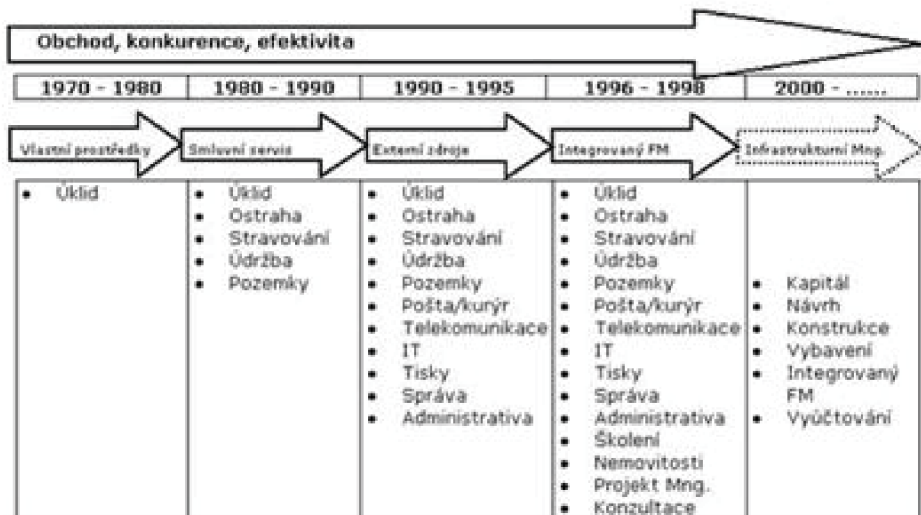 Obchod, konkurence, efektivita
1970 - 1980
1980 - 1990
1990 - 1995
1996 - 1998
2000 - ......
Vlastní prostředky
Smluvní servis
Externí zdroje
Integrovaný FM
Infrastrukturní Mng.
• Úklid
• Úklid
• Ostraha
• Stravování
• Údržba
• Pozemky
• Úklid
• Ostraha
• Stravování
• Údržba
• Pozemky
• Pošta/kurýr
• Telekomunikace
• IT
• Tisky
• Správa
• Administrativa
• Úklid
• Ostraha
• Stravování
• Údržba
• Pozemky
• Pošta/kurýr
• Telekomunikace
• IT
• Tisky
• Správa
• Administrativa
• Školení
• Nemovitosti
• Projekt Mng.
• Konzultace
• Kapitál
• Návrh
• Konstrukce
• Vybavení
• Integrovaný
FM
• Vyúčtování